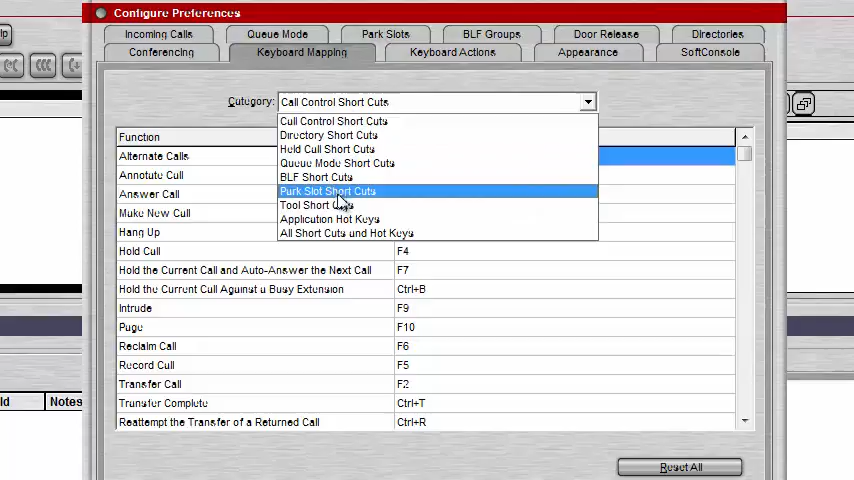 Configure Preferences
lp
Incoming Calls Queue Mode Park Slots BLF Groups Door Release Directories
Conferencing Keyboard Mapping Keyboard Actions Appearance SoftConsole
Category: Call Control Short Cuts
Call Control Short Cuts
Directory Short Cuts
Held Call Short Cuts
Queue Mode Short Cuts
BLF Short Cuts
Park Slot Short Cuts
Tool Short Cuts
Application Hot Keys
All Short Cuts and Hot Keys
Function
Alternate Calls
Annotate Call
Answer Call
Make New Call
Hang Up
Hold Call F4
Hold the Current Call and Auto-Answer the Next Call F7
Hold the Current Call Against a Busy Extension Ctrl+B
Intrude F9
Page F10
Reclaim Call F6
Record Call F5
Transfer Call F2
Transfer Complete Ctrl+T
Reattempt the Transfer of a Returned Call Ctrl+R
ld Notes
Reset All